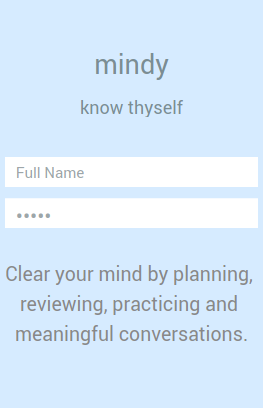 mindy
know thyself
Full Name
•••••
Clear your mind by planning,
reviewing, practicing and
meaningful conversations.